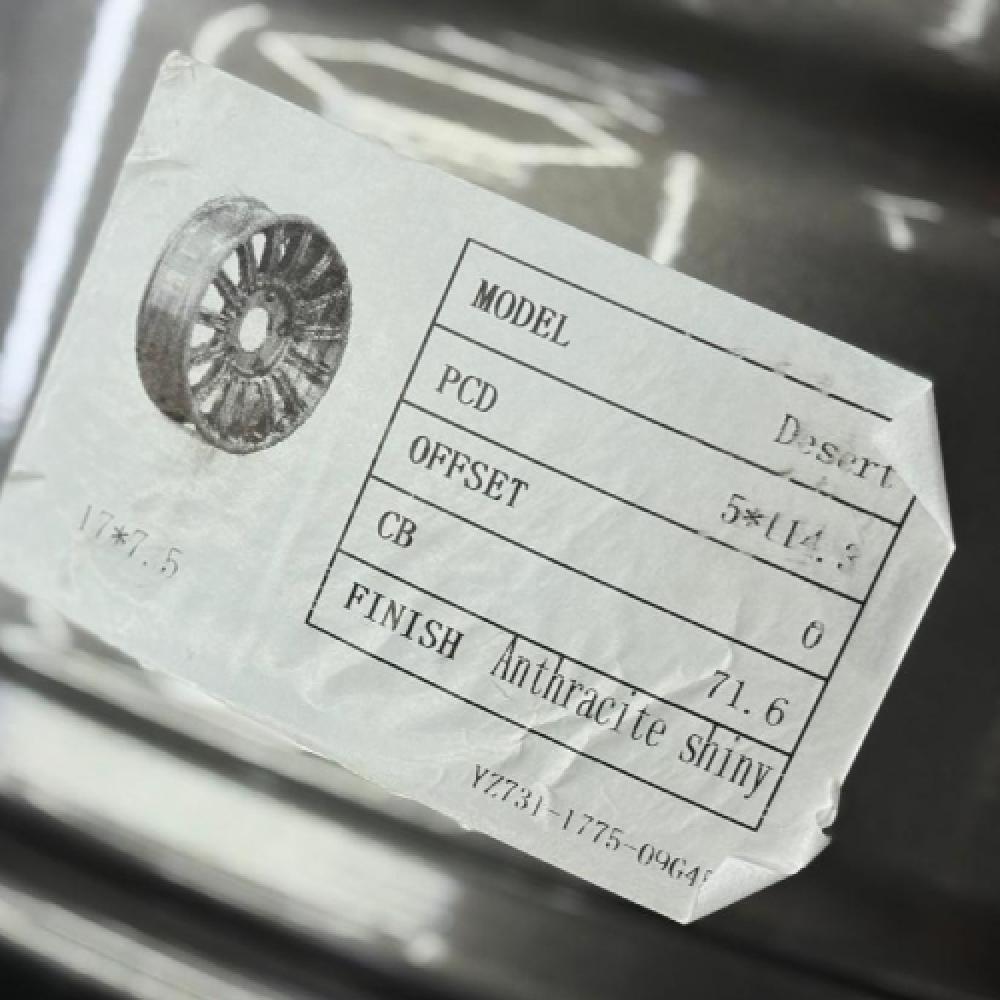 MODEL Desert
PCD 5*114.3
OFFSET 0
CB 71.6
FINISH Anthracite shiny
17*7.5